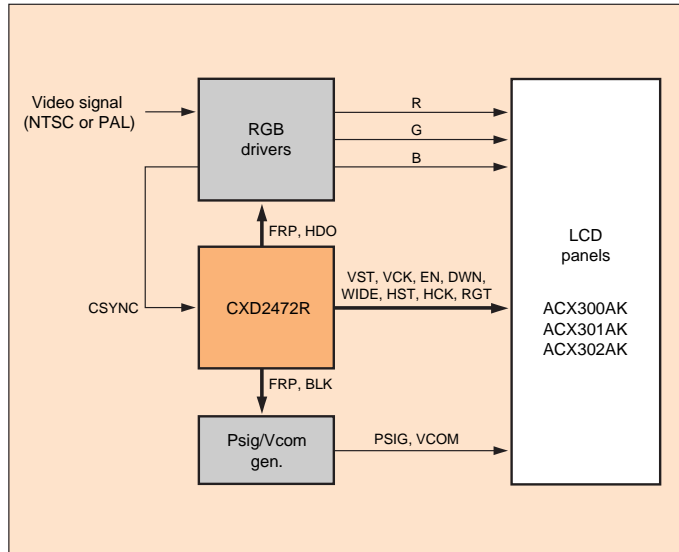 Video signal
(NTSC or PAL)
RGB
drivers
R
G
B
FRP, HDO
CSYNC
CXD2472R
VST, VCK, EN, DWN,
WIDE, HST, HCK, RGT
LCD
panels
ACX300AK
ACX301AK
ACX302AK
FRP, BLK
Psig/Vcom
gen.
PSIG, VCOM